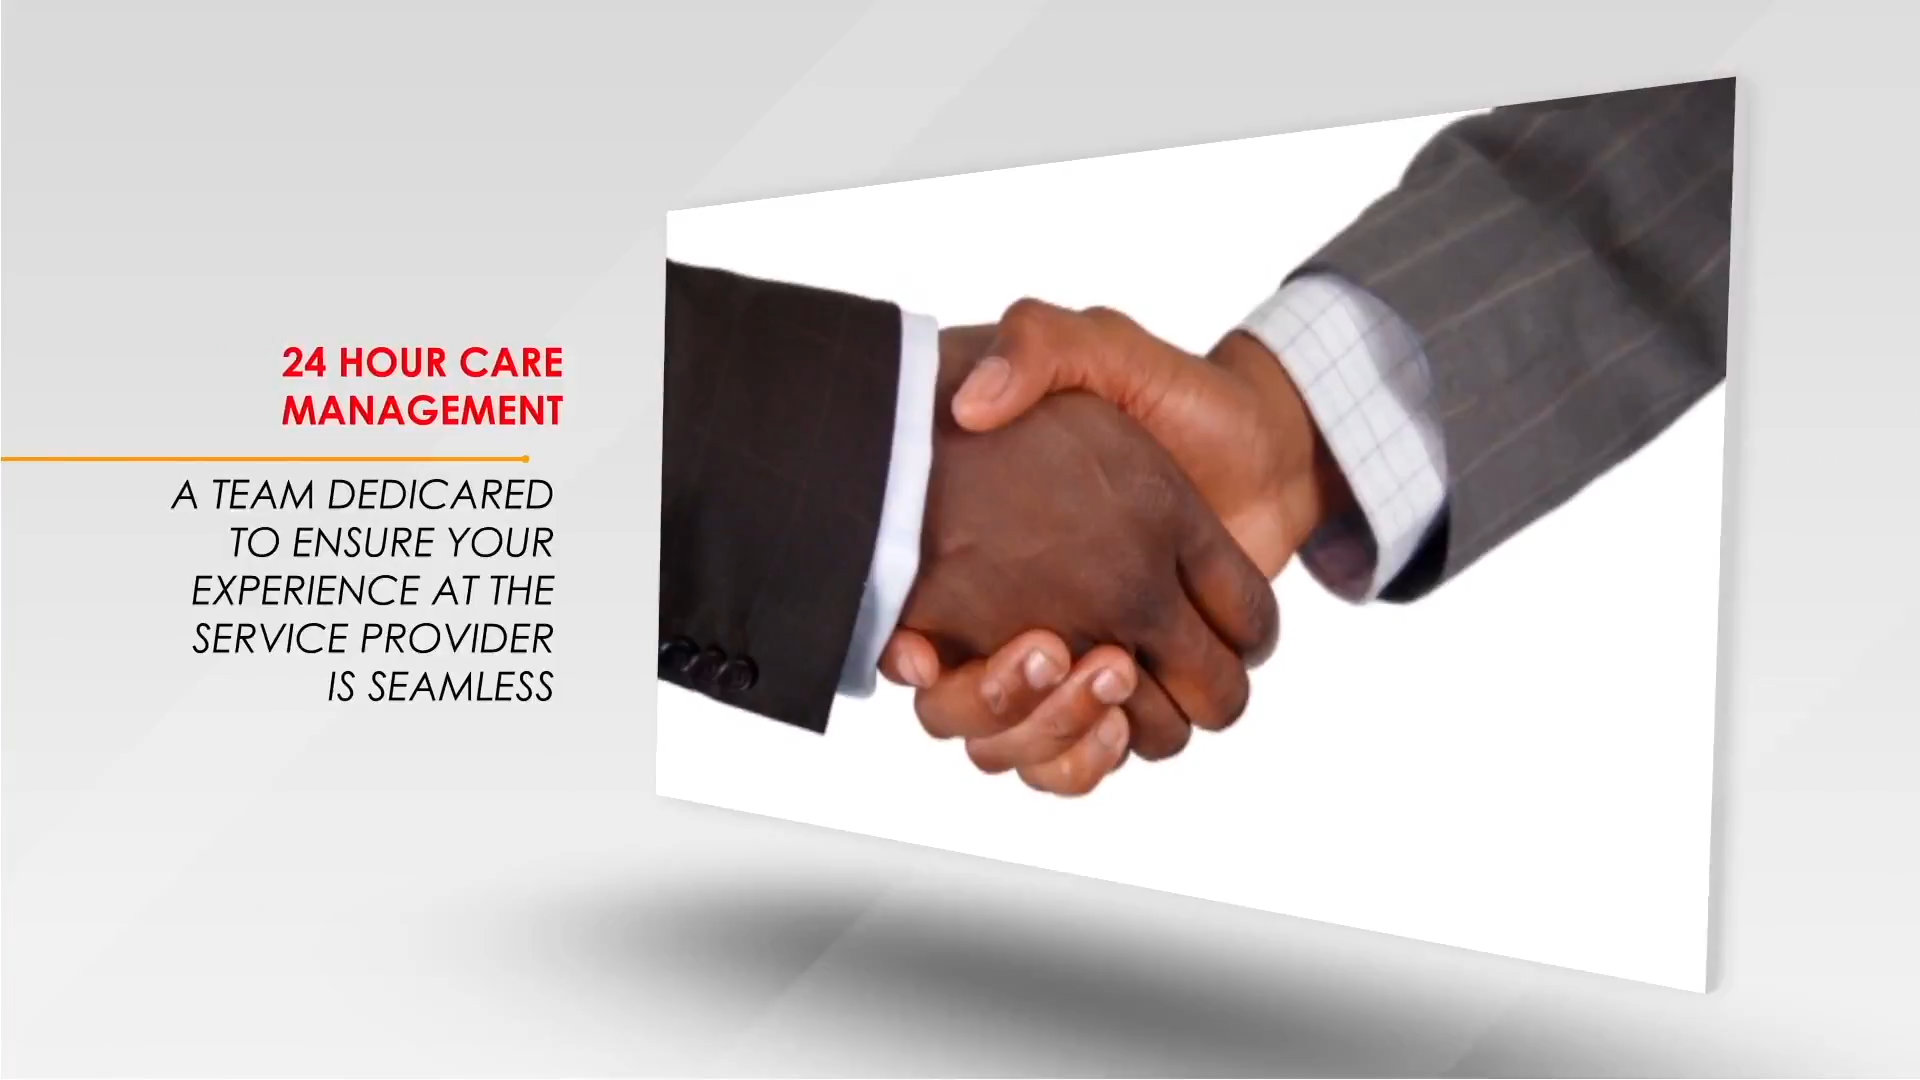 24 HOUR CARE
MANAGEMENT
A TEAM DEDICARED
TO ENSURE YOUR
EXPERIENCE AT THE
SERVICE PROVIDER
IS SEAMLESS